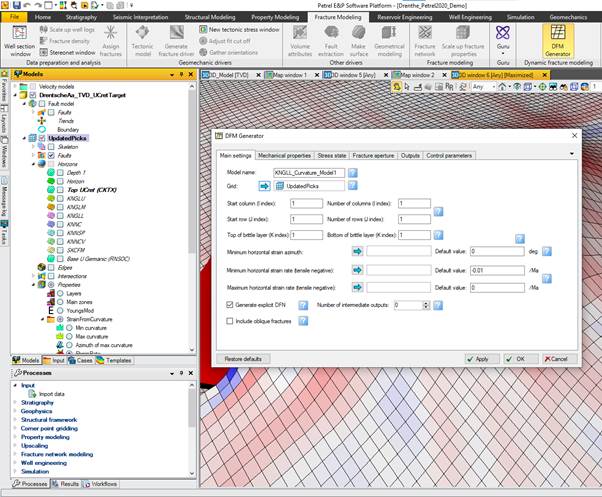 Petrel E&P Software Platform - [Drenthe_Petrel2020_Demo]
File Home Stratigraphy Seismic Interpretation Structural Modeling Property Modeling Fracture Modeling Reservoir Engineering Well Engineering Simulation Geomechanics
Well section window
Scale up well logs
Fracture density
Stereonet window
Assign fractures
Tectonic model
Generate fracture driver
New tectonic stress window
Adjust fit cut off
Gather orientations
Volume attributes
Fault extraction
Make surface
Geometrical modeling
Fracture network
Scale up fracture properties
Guru
DFM Generator
Data preparation and analysis Geomechanic drivers Other drivers Fracture modeling Guru Dynamic fracture modeling
Favorites
Layouts
Windows
Message log
Tasks
Models
Velocity models
DrentscheAa_TVD_UCretTarget
Fault model
Faults
Trends
Boundary
UpdatedPicks
Skeleton
Faults
Horizons
Depth 1
Horizon
Top UCret (CKTX)
KNGLU
KNGLM
KNGLL
KNNC
KNNSP
KNNCV
SKCFM
Base U Germanic (RNSOC)
Edges
Intersections
Properties
Layers
Main zones
YoungsMod
StrainFromCurvature
Min curvature
Max curvature
Azimuth of max curvature
Models Input Cases Templates
Processes
Input
Import data
Stratigraphy
Geophysics
Structural framework
Corner point gridding
Property modeling
Upscaling
Fracture network modeling
Well engineering
Simulation
Processes Results Workflows
3D_Model [TVD] Map window 1 3D window 5 [Any] Map window 2 3D window 6 [Any] [Maximized]
Any
DFM Generator
Main settings Mechanical properties Stress state Fracture aperture Outputs Control parameters
Model name: KNGLL_Curvature_Model1
Grid: UpdatedPicks
Start column (I index): 1 Number of columns (I index): 1
Start row (J index): 1 Number of rows (J index): 1
Top of brittle layer (K index) 1 Bottom of brittle layer (K index): 1
Minimum horizontal strain azimuth: Default value: 0 deg
Minimum horizontal strain rate (tensile negative): Default value: -0.01 /Ma
Maximum horizontal strain rate (tensile negative): Default value: 0 /Ma
Generate explicit DFN Number of intermediate outputs: 0
Include oblique fractures
Restore defaults Apply OK Cancel